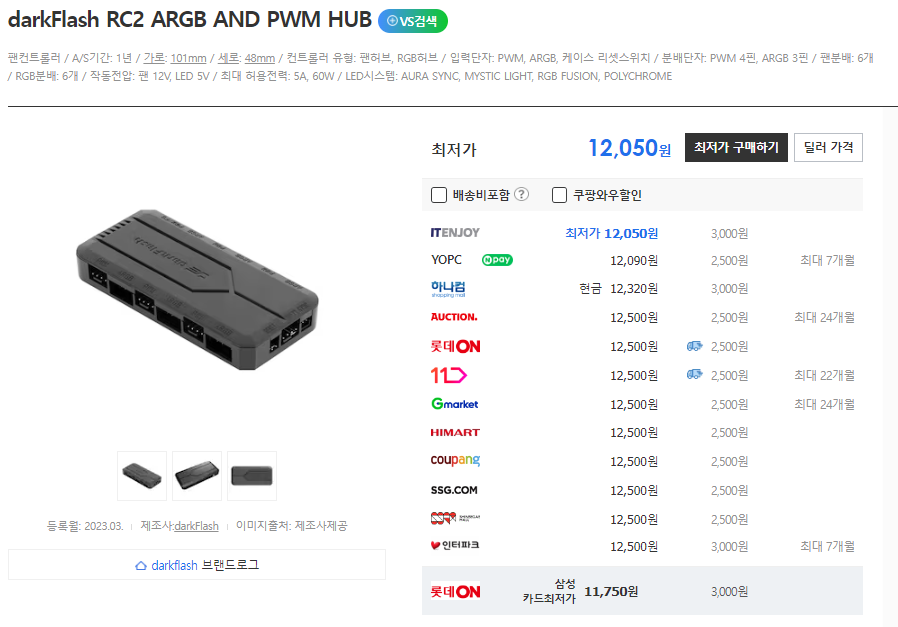 darkFlash RC2 ARGB AND PWM HUB VS검색
팬컨트롤러 / A/S기간: 1년 / 가로: 101mm / 세로: 48mm / 컨트롤러 유형: 팬허브, RGB허브 / 입력단자: PWM, ARGB, 케이스 리셋스위치 / 분배단자: PWM 4핀, ARGB 3핀 / 팬분배: 6개
/ RGB분배: 6개 / 작동전압: 팬 12V, LED 5V / 최대 허용전력: 5A, 60W / LED시스템: AURA SYNC, MYSTIC LIGHT, RGB FUSION, POLYCHROME
최저가 12,050원 최저가 구매하기 딜러 가격
배송비포함 ? 쿠팡와우할인
ITENJOY 최저가 12,050원 3,000원
YOPC N pay 12,090원 2,500원 최대 7개월
하나컴 shopping mall 현금 12,320원 3,000원
AUCTION. 12,500원 2,500원 최대 24개월
롯데ON 12,500원 2,500원
11 12,500원 2,500원 최대 22개월
Gmarket 12,500원 2,500원 최대 24개월
HIMART 12,500원 2,500원
coupang 12,500원 2,500원
SSG.COM 12,500원 2,500원
12,500원 2,500원
인터파크 12,500원 3,000원 최대 7개월
롯데ON 삼성 카드최저가 11,750원 3,000원
darkFlash
등록월: 2023.03. 제조사:darkFlash 이미지출처: 제조사제공
darkflash 브랜드로그